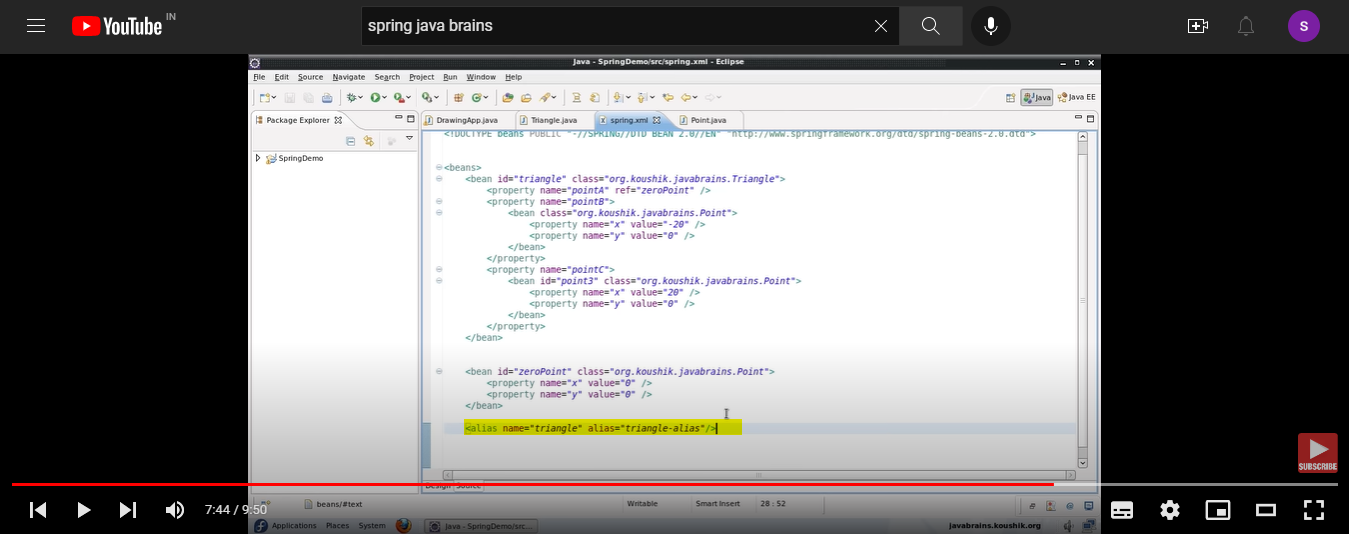 YouTube IN
spring java brains
S
Java - SpringDemo/src/spring.xml - Eclipse
File Edit Source Navigate Search Project Run Window Help
Java Java EE
Package Explorer
DrawingApp.java Triangle.java spring.xml Point.java
SpringDemo
<!DOCTYPE beans PUBLIC "-//SPRING//DTD BEAN 2.0//EN" "http://www.springframework.org/dtd/spring-beans-2.0.dtd">
<beans>
<bean id="triangle" class="org.koushik.javabrains.Triangle">
<property name="pointA" ref="zeroPoint" />
<property name="pointB">
<bean class="org.koushik.javabrains.Point">
<property name="x" value="-20" />
<property name="y" value="0" />
</bean>
</property>
<property name="pointC">
<bean id="point3" class="org.koushik.javabrains.Point">
<property name="x" value="20" />
<property name="y" value="0" />
</bean>
</property>
</bean>
<bean id="zeroPoint" class="org.koushik.javabrains.Point">
<property name="x" value="0" />
<property name="y" value="0" />
</bean>
<alias name="triangle" alias="triangle-alias"/>
SUBSCRIBE
Design Source
beans/#text Writable Smart Insert 28 : 52
7:44 / 9:50
Applications Places System Java - SpringDemo/src... javabrains.koushik.org